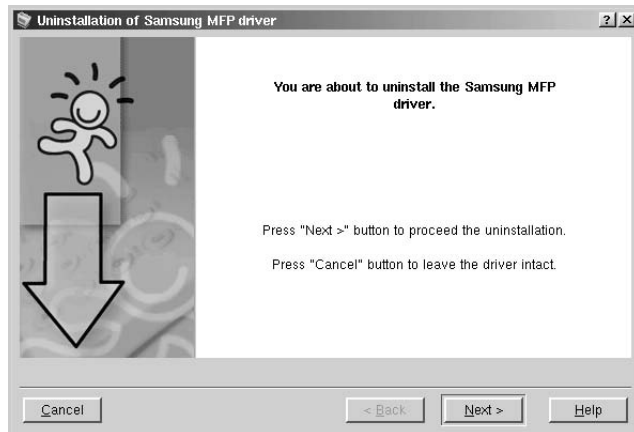 Uninstallation of Samsung MFP driver
You are about to uninstall the Samsung MFP
driver.
Press "Next >" button to proceed the uninstallation.
Press "Cancel" button to leave the driver intact.
Cancel
< Back
Next >
Help